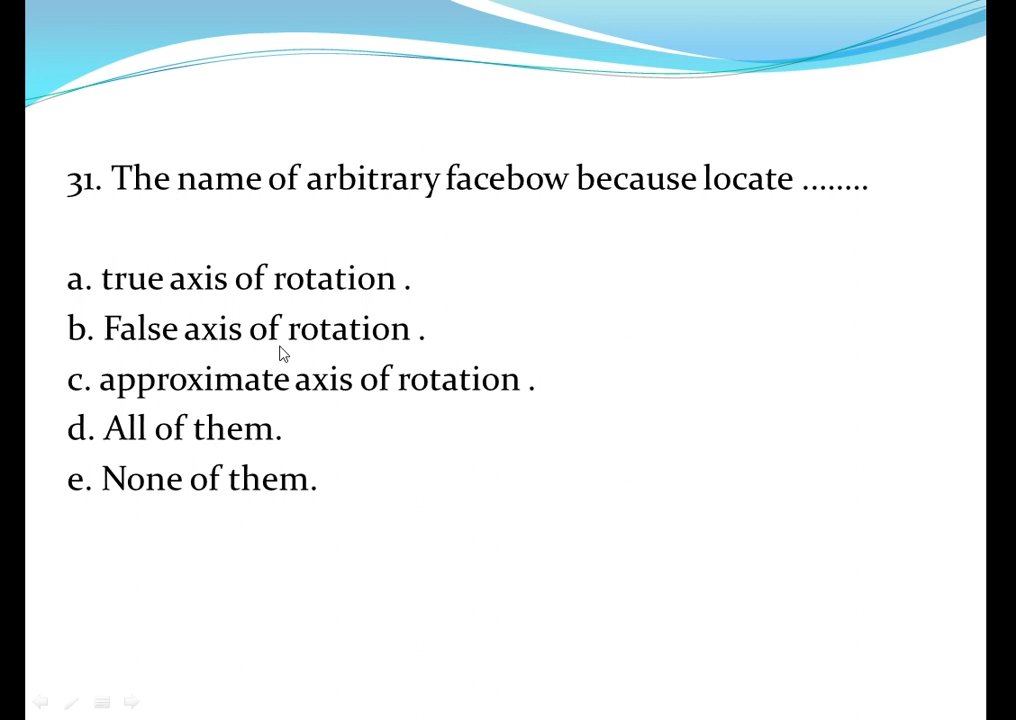 31. The name of arbitrary facebow because locate ........
a. true axis of rotation .
b. False axis of rotation .
c. approximate axis of rotation .
d. All of them.
e. None of them.